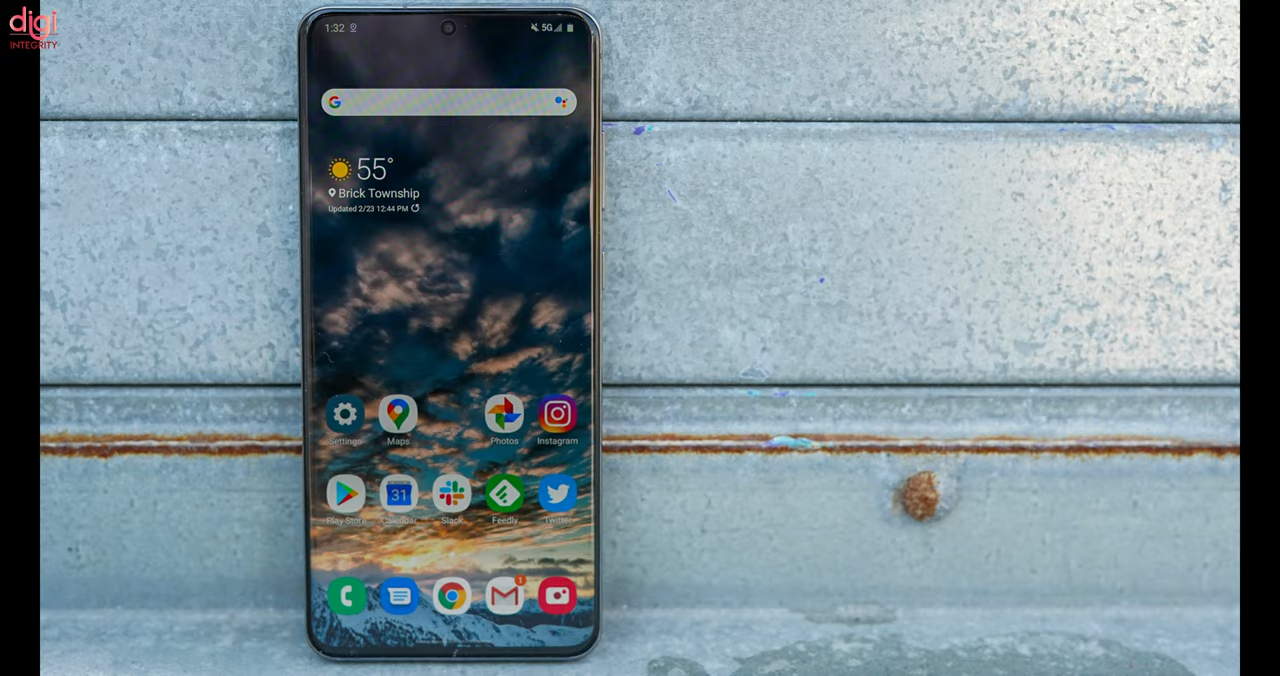 digi
INTEGRITY
1:32
5G
55°
Brick Township
Updated 2/23 12:44 PM
Settings
Maps
Photos
Instagram
31
Play Store
Calendar
Slack
Feedly
Twitter
1